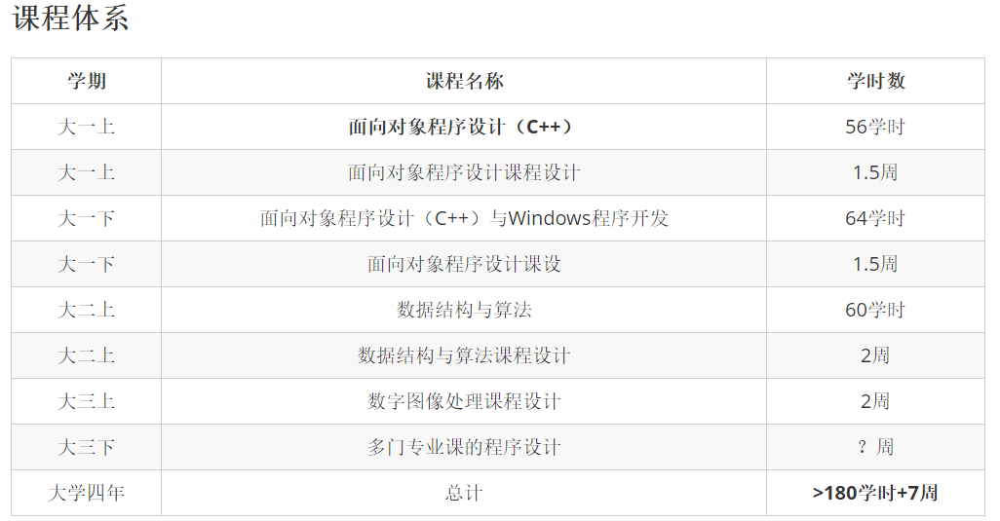 课程体系
学期 课程名称 学时数
大一上 面向对象程序设计（C++） 56学时
大一上 面向对象程序设计课程设计 1.5周
大一下 面向对象程序设计（C++）与Windows程序开发 64学时
大一下 面向对象程序设计课设 1.5周
大二上 数据结构与算法 60学时
大二上 数据结构与算法课程设计 2周
大三上 数字图像处理课程设计 2周
大三下 多门专业课的程序设计 ？周
大学四年 总计 >180学时+7周